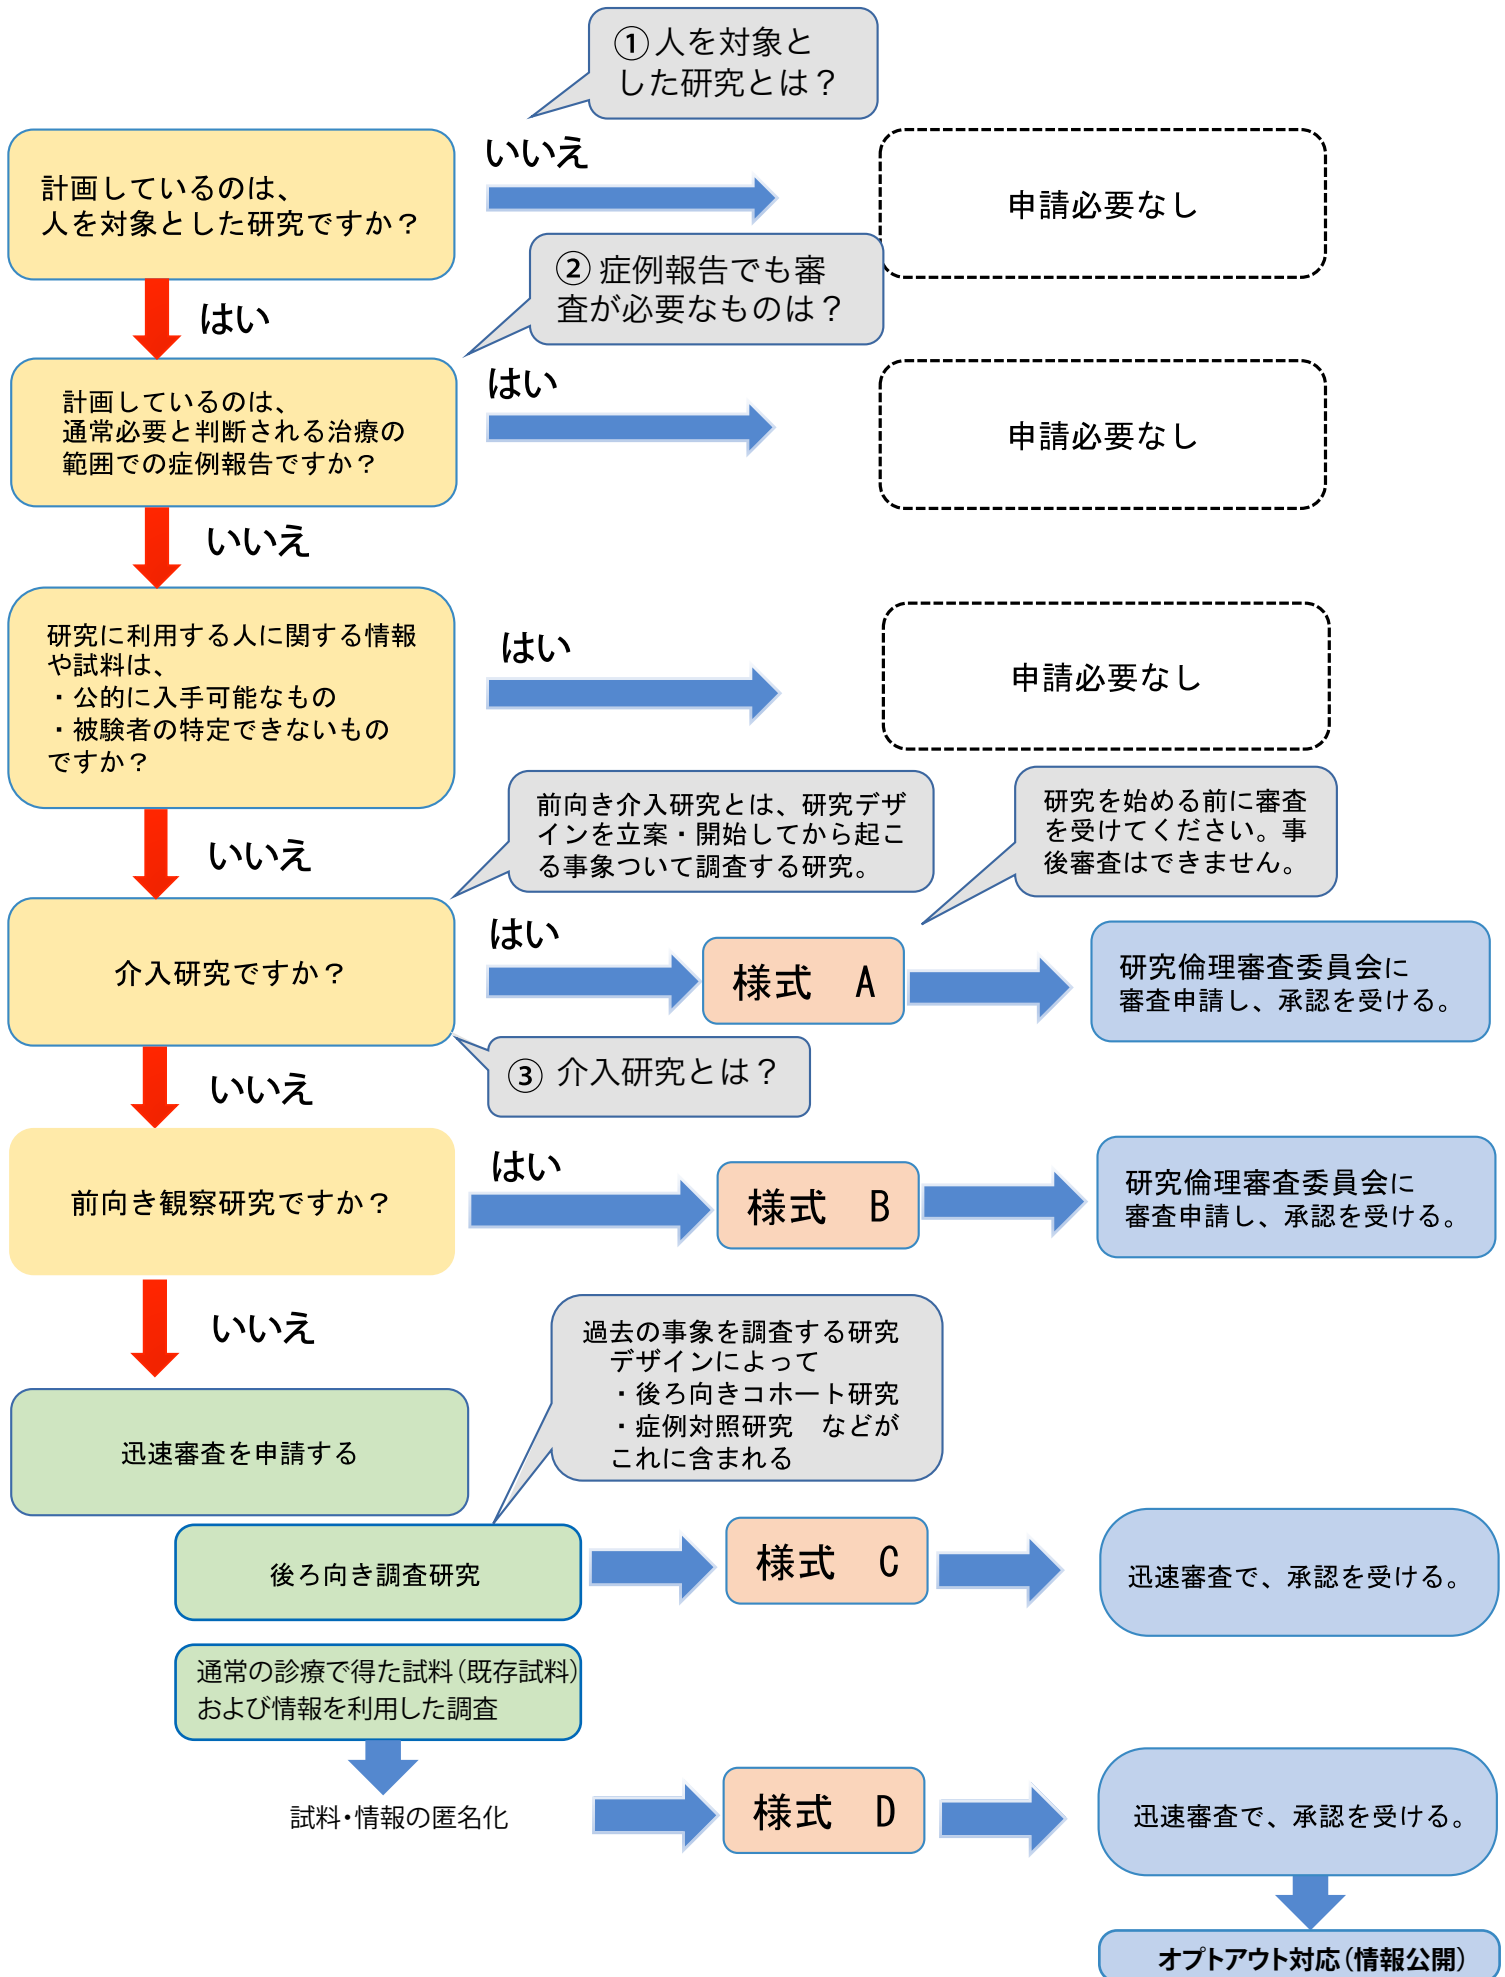 ①人を対象と
した研究とは？
計画しているのは、
人を対象とした研究ですか？
いいえ
申請必要なし
② 症例報告でも審
査が必要なものは？
はい
計画しているのは、
通常必要と判断される治療の
範囲での症例報告ですか？
はい
申請必要なし
いいえ
研究に利用する人に関する情報
や試料は、
・公的に入手可能なもの
・被験者の特定できないもの
ですか？
はい
申請必要なし
前向き介入研究とは、研究デザ
インを立案・開始してから起こ
る事象ついて調査する研究。
研究を始める前に審査
を受けてください。事
後審査はできません。
いいえ
介入研究ですか？
はい
様式　A
研究倫理審査委員会に
審査申請し、承認を受ける。
③ 介入研究とは？
いいえ
前向き観察研究ですか？
はい
様式　B
研究倫理審査委員会に
審査申請し、承認を受ける。
いいえ
過去の事象を調査する研究
デザインによって
・後ろ向きコホート研究
・症例対照研究　などが
これに含まれる
迅速審査を申請する
後ろ向き調査研究
様式　C
迅速審査で、承認を受ける。
通常の診療で得た試料（既存試料）
および情報を利用した調査
試料・情報の匿名化
様式　D
迅速審査で、承認を受ける。
オプトアウト対応（情報公開）